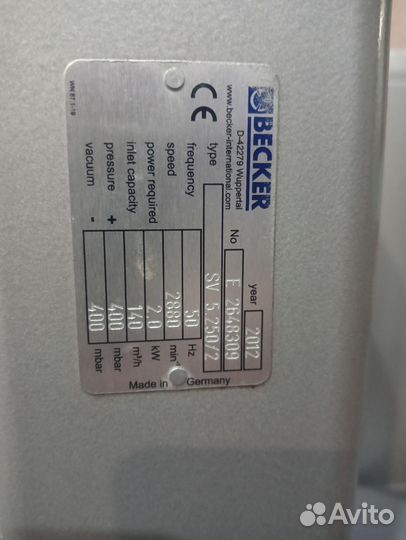 BECKER
D-42279 Wuppertal
www.becker-international.com
CE
year 2012
No E 2648309
type SV 5.250/2
frequency 50 Hz
speed 2880 min⁻¹
power required 2.0 kW
inlet capacity 140 m³/h
pressure + 400 mbar
vacuum - 400 mbar
Made in Germany
Avito